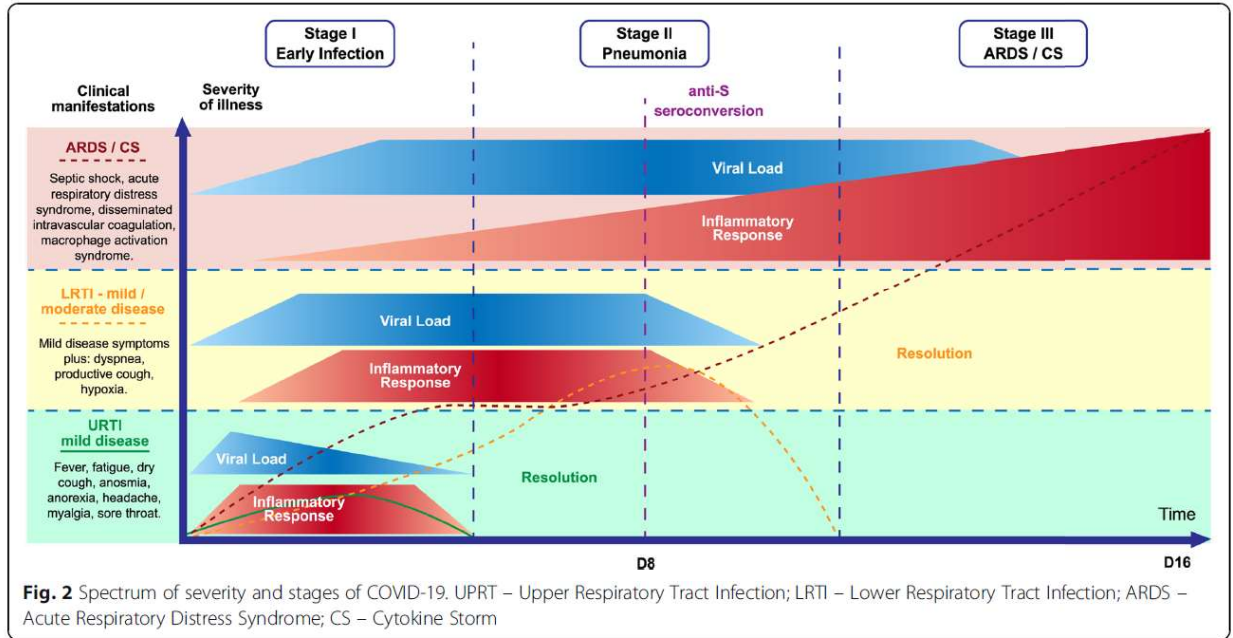 Stage I
Early Infection
Stage II
Pneumonia
Stage III
ARDS / CS
Clinical
manifestations
Severity
of illness
anti-S
seroconversion
ARDS / CS
Septic shock, acute
respiratory distress
syndrome, disseminated
intravascular coagulation,
macrophage activation
syndrome.
Viral Load
Inflammatory
Response
LRTI - mild /
moderate disease
Mild disease symptoms
plus: dyspnea,
productive cough,
hypoxia.
Viral Load
Inflammatory
Response
Resolution
URTI
mild disease
Fever, fatigue, dry
cough, anosmia,
anorexia, headache,
myalgia, sore throat.
Viral Load
Inflammatory
Response
Resolution
Time
D8
D16
Fig. 2 Spectrum of severity and stages of COVID-19. UPRT – Upper Respiratory Tract Infection; LRTI – Lower Respiratory Tract Infection; ARDS –
Acute Respiratory Distress Syndrome; CS – Cytokine Storm